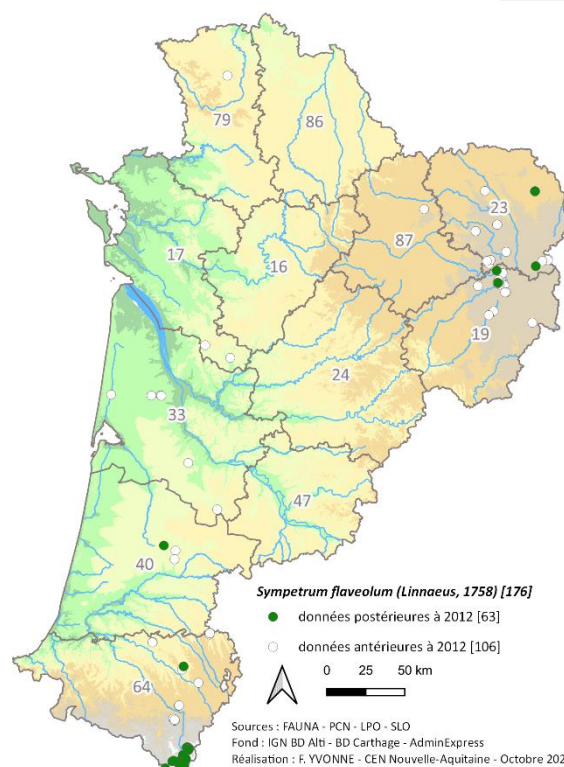 79
86
23
87
17
16
19
24
33
47
40
Sympetrum flaveolum (Linnaeus, 1758) [176]
données postérieures à 2012 [63]
données antérieures à 2012 [106]
0 25 50 km
64
Sources : FAUNA - PCN - LPO - SLO
Fond : IGN BD Alti - BD Carthage - AdminExpress
Réalisation : F. YVONNE - CEN Nouvelle-Aquitaine - Octobre 202